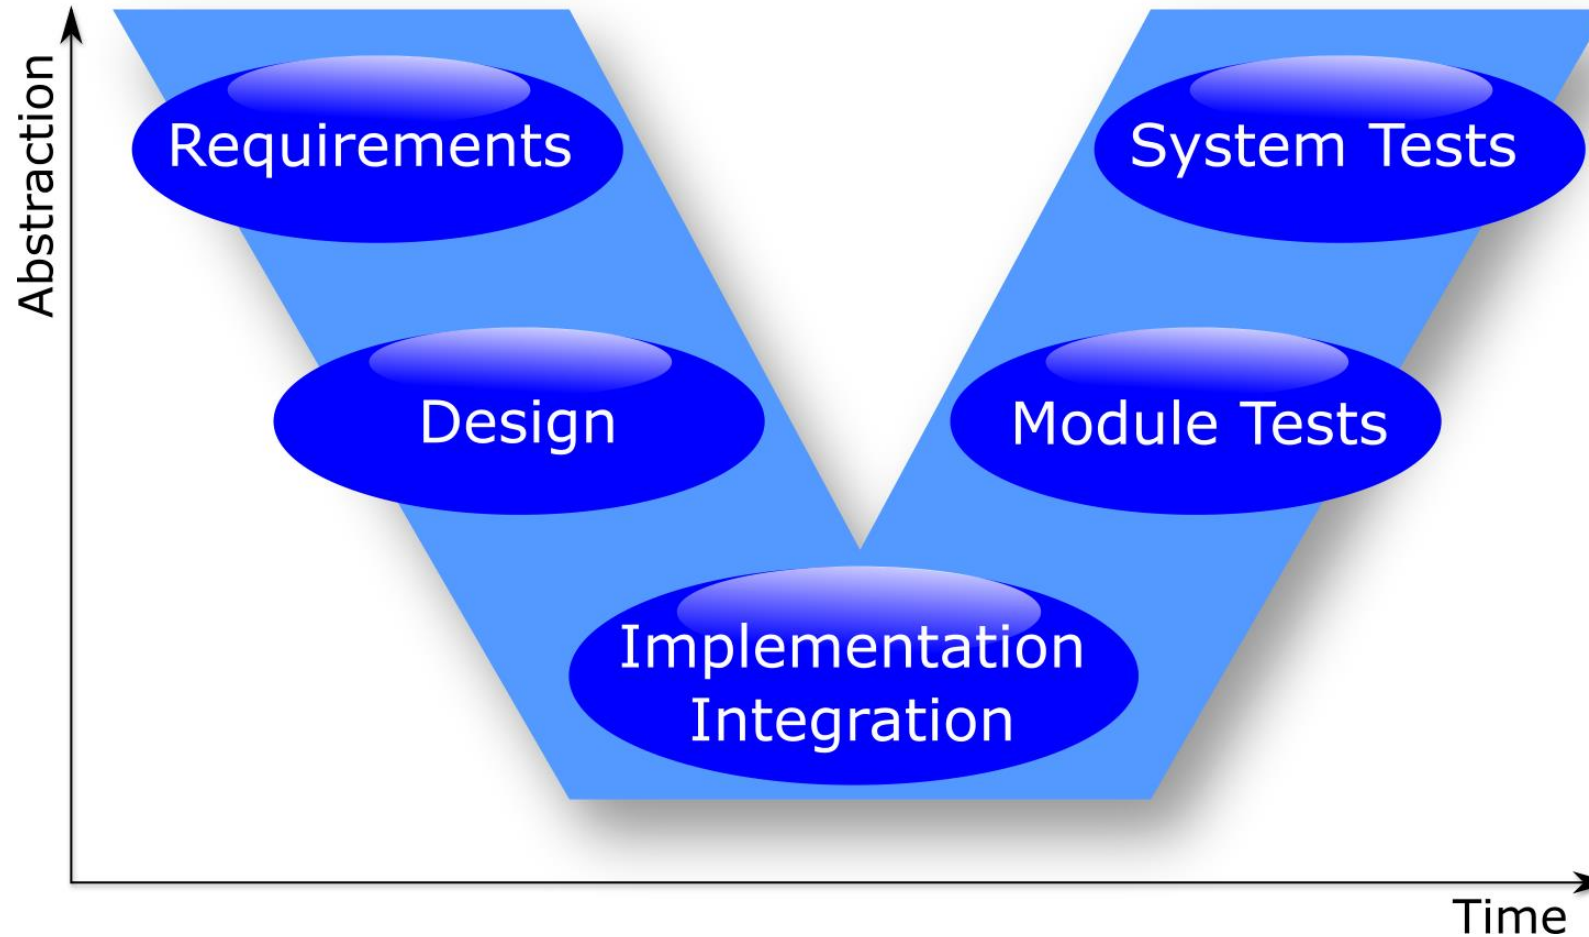 Abstraction
Requirements
System Tests
Design
Module Tests
Implementation
Integration
Time